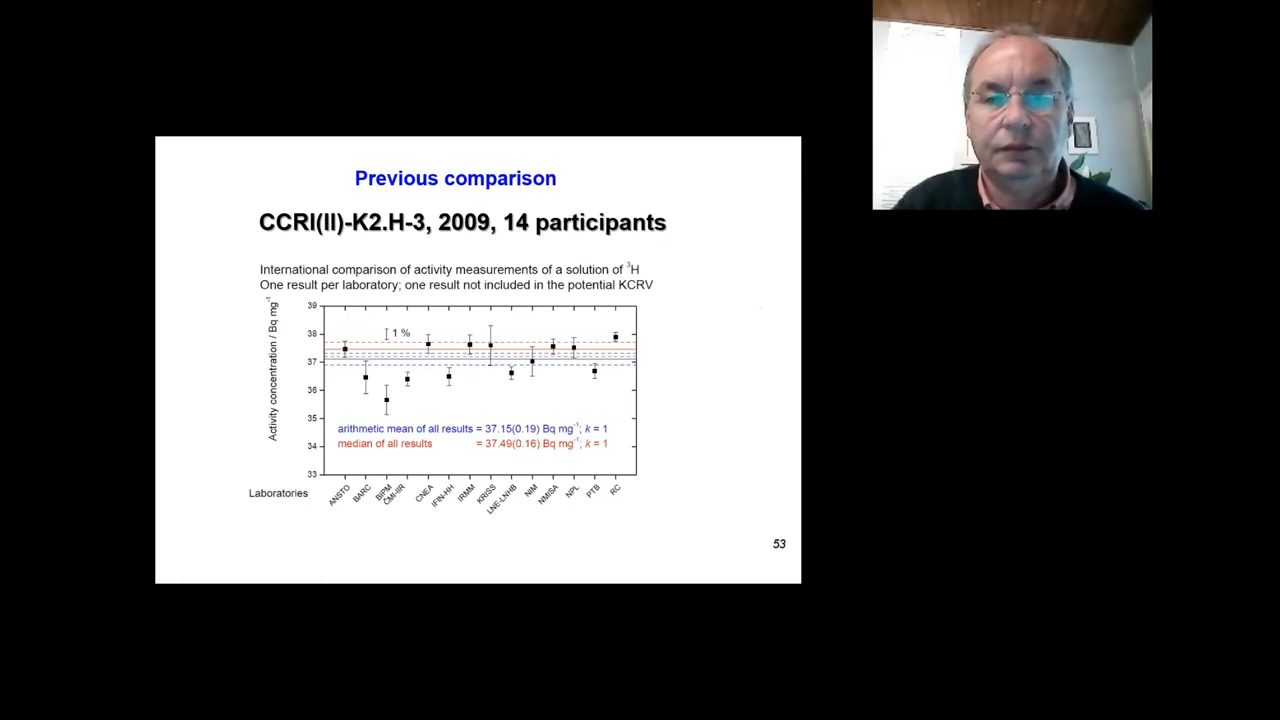 Previous comparison
CCRI(II)-K2.H-3, 2009, 14 participants
International comparison of activity measurements of a solution of ³H
One result per laboratory; one result not included in the potential KCRV
Activity concentration / Bq mg⁻¹
39
38
37
36
35
34
33
1 %
arithmetic mean of all results = 37.15(0.19) Bq mg⁻¹; k = 1
median of all results = 37.49(0.16) Bq mg⁻¹; k = 1
Laboratories
ANSTO
BARC
BIPM
CMI-IIR
CNEA
IFIN-HH
IRMM
KRISS
LNE-LNHB
NIM
NMISA
NPL
PTB
RC
53